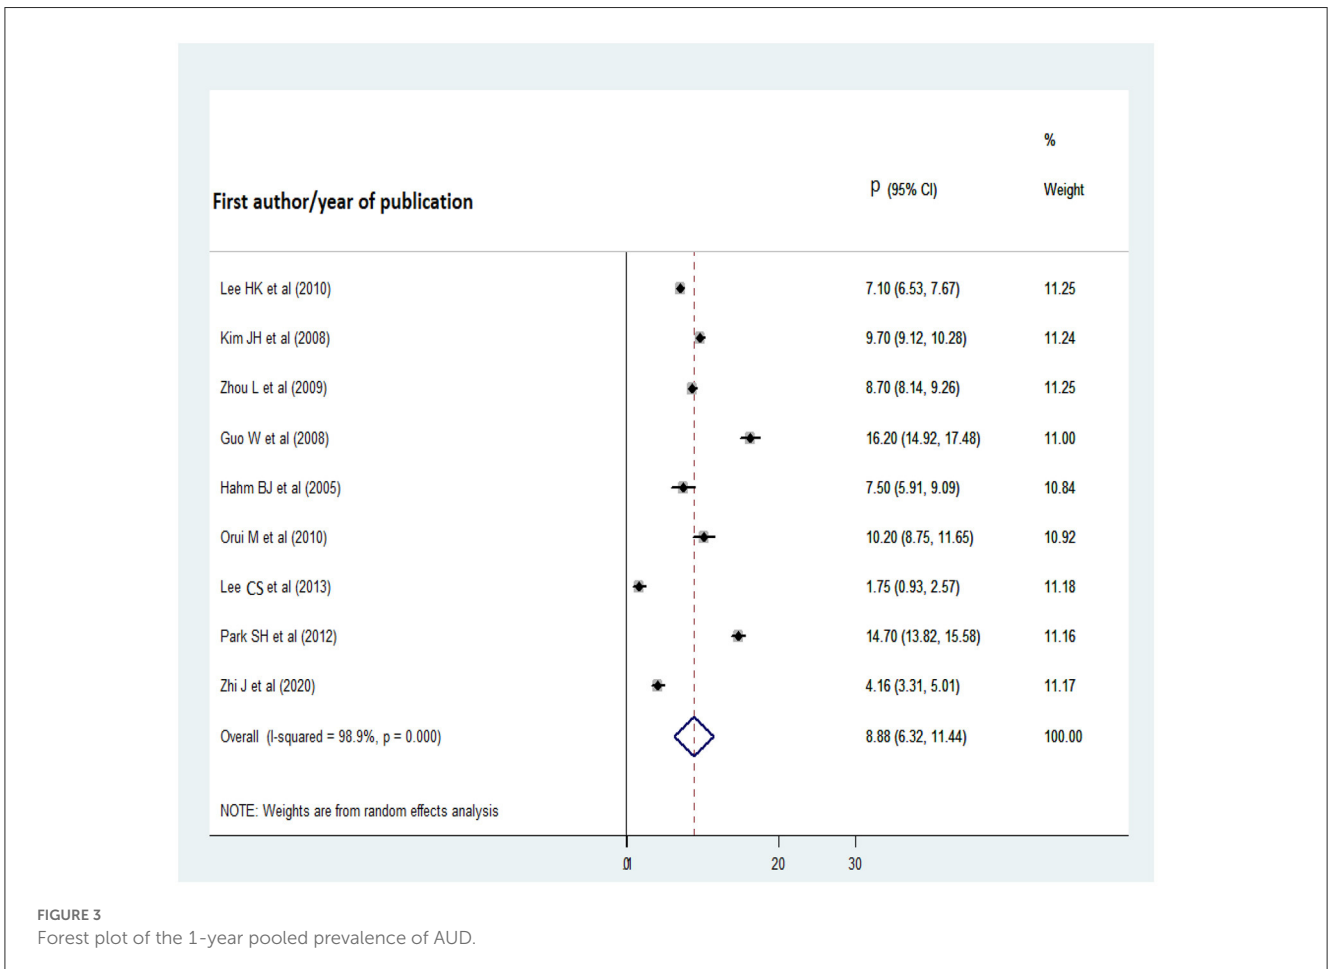 %
First author/year of publication p (95% CI) Weight
Lee HK et al (2010) 7.10 (6.53, 7.67) 11.25
Kim JH et al (2008) 9.70 (9.12, 10.28) 11.24
Zhou L et al (2009) 8.70 (8.14, 9.26) 11.25
Guo W et al (2008) 16.20 (14.92, 17.48) 11.00
Hahm BJ et al (2005) 7.50 (5.91, 9.09) 10.84
Orui M et al (2010) 10.20 (8.75, 11.65) 10.92
Lee CS et al (2013) 1.75 (0.93, 2.57) 11.18
Park SH et al (2012) 14.70 (13.82, 15.58) 11.16
Zhi J et al (2020) 4.16 (3.31, 5.01) 11.17
Overall (I-squared = 98.9%, p = 0.000) 8.88 (6.32, 11.44) 100.00
NOTE: Weights are from random effects analysis
.01 20 30
FIGURE 3
Forest plot of the 1-year pooled prevalence of AUD.